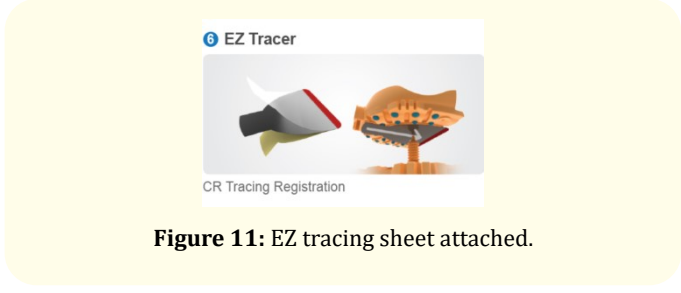 6 EZ Tracer
CR Tracing Registration
Figure 11: EZ tracing sheet attached.